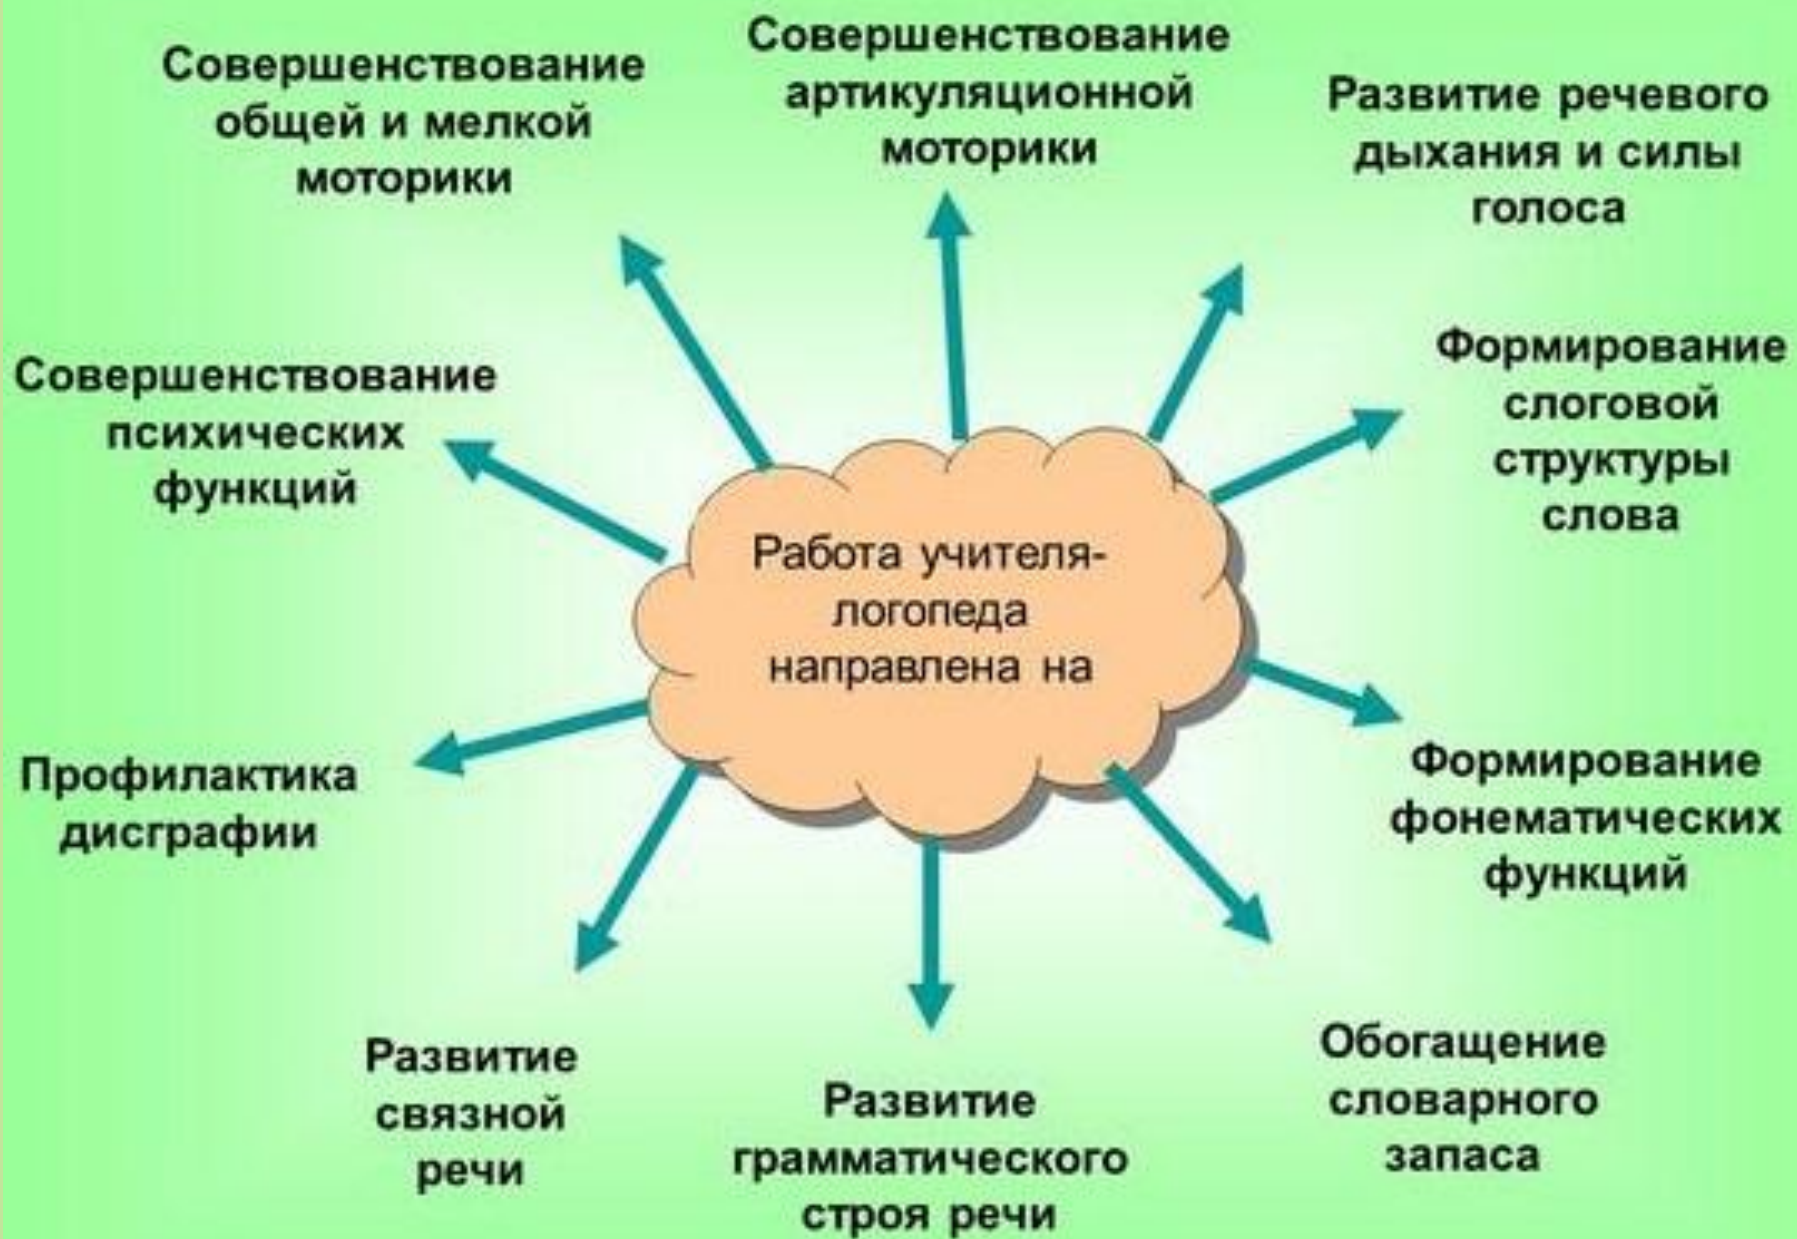 Совершенствование
общей и мелкой
моторики
Совершенствование
артикуляционной
моторики
Развитие речевого
дыхания и силы
голоса
Совершенствование
психических
функций
Формирование
слоговой
структуры
слова
Работа учителя-
логопеда
направлена на
Профилактика
дисграфии
Формирование
фонематических
функций
Развитие
связной
речи
Развитие
грамматического
строя речи
Обогащение
словарного
запаса